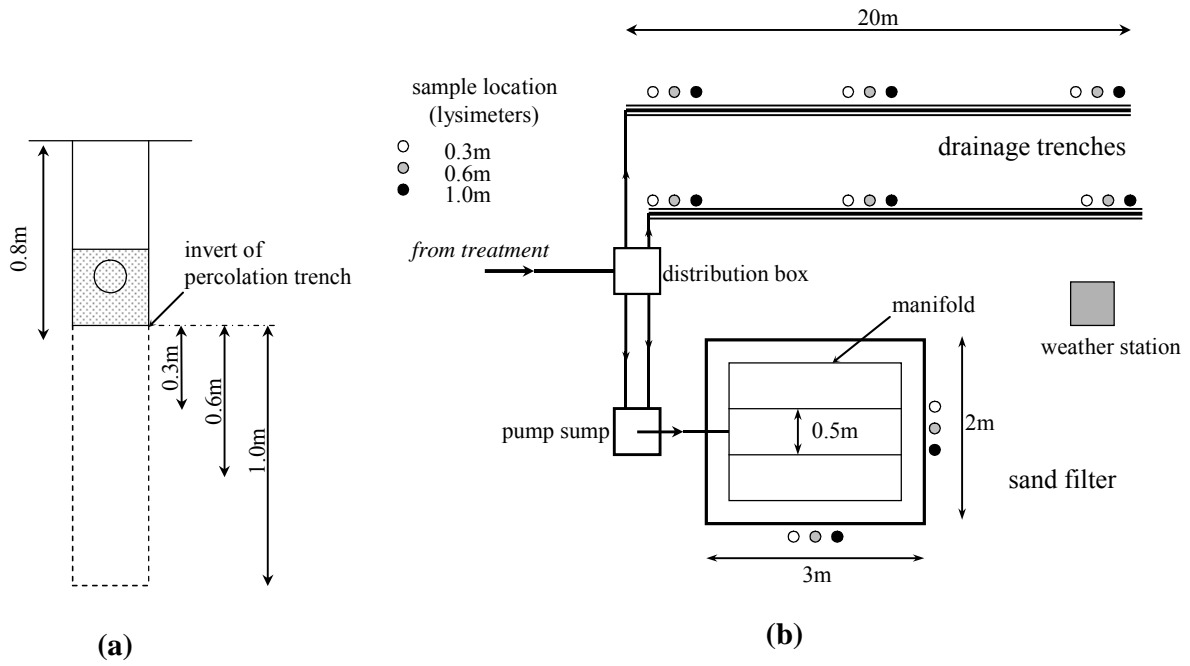 0.8m
invert of
percolation trench
0.3m
0.6m
1.0m
(a)
20m
sample location
(lysimeters)
0.3m
0.6m
1.0m
drainage trenches
from treatment
distribution box
manifold
weather station
pump sump
0.5m
2m
sand filter
3m
(b)